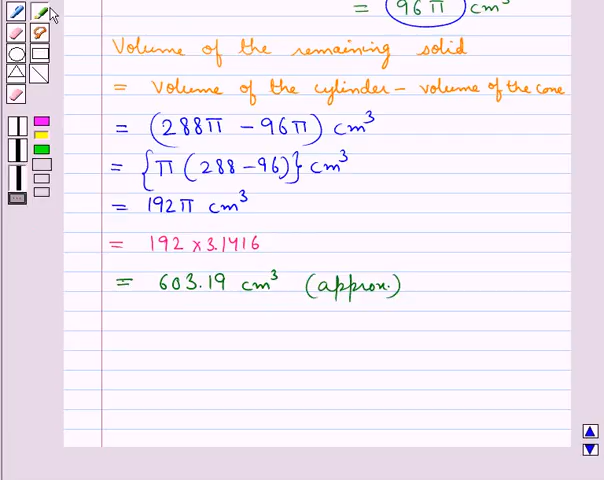 = 96π cm³
Volume of the remaining solid
= Volume of the cylinder - volume of the cone
= (288π - 96π) cm³
= {π (288 - 96)} cm³
= 192π cm³
= 192 x 3.1416
= 603.19 cm³ (approx.)